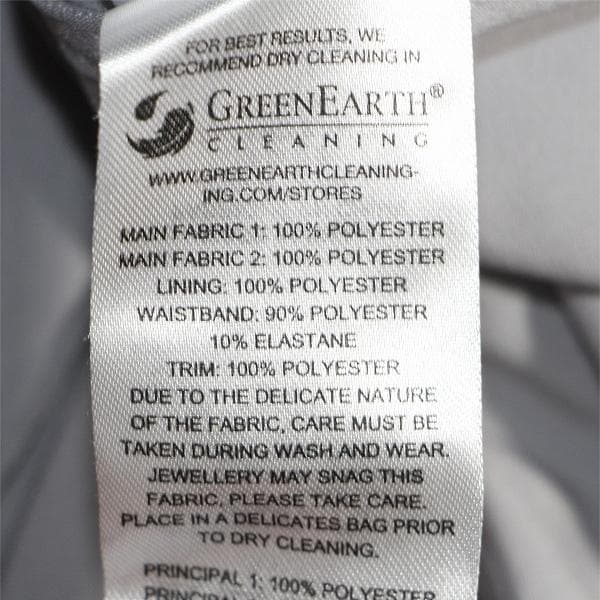 FOR BEST RESULTS, WE
RECOMMEND DRY CLEANING IN
GREENEARTH®
CLEANING
WWW.GREENEARTHCLEANING-
ING.COM/STORES
MAIN FABRIC 1: 100% POLYESTER
MAIN FABRIC 2: 100% POLYESTER
LINING: 100% POLYESTER
WAISTBAND: 90% POLYESTER
10% ELASTANE
TRIM: 100% POLYESTER
DUE TO THE DELICATE NATURE
OF THE FABRIC, CARE MUST BE
TAKEN DURING WASH AND WEAR.
JEWELLERY MAY SNAG THIS
FABRIC. PLEASE TAKE CARE.
PLACE IN A DELICATES BAG PRIOR
TO DRY CLEANING.
PRINCIPAL 1: 100% POLYESTER
PRINCIPAL